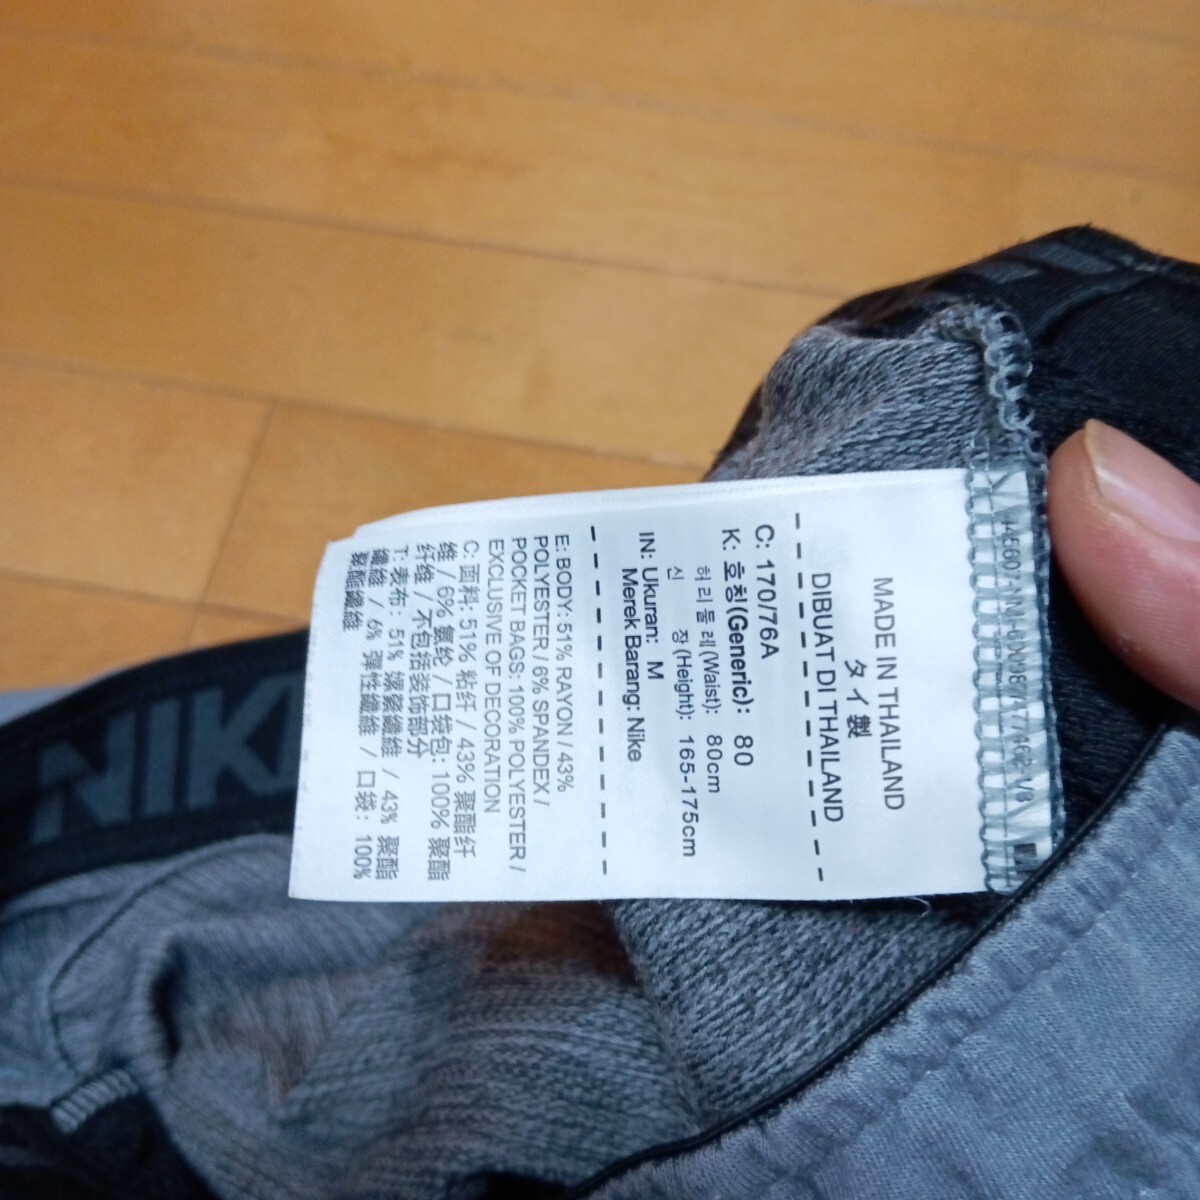 MADE IN THAILAND
タイ製
DIBUAT DI THAILAND
C: 170/76A
K: 호칭(Generic): 80
허리둘레(Waist): 80cm
신 장(Height): 165-175cm
IN: Ukuran: M
Merek Barang: Nike
E: BODY: 51% RAYON / 43%
POLYESTER / 6% SPANDEX /
POCKET BAGS: 100% POLYESTER /
EXCLUSIVE OF DECORATION
C: 面料: 51% 粘纤 / 43% 聚酯纤
维 / 6% 氨纶 / 口袋包: 100% 聚酯
纤维 / 不包括装饰部分
T: 表布: 51% 嫘縈纖維 / 43% 聚酯
纖維 / 6% 彈性纖維 / 口袋: 100%
聚酯纖維
NIKE